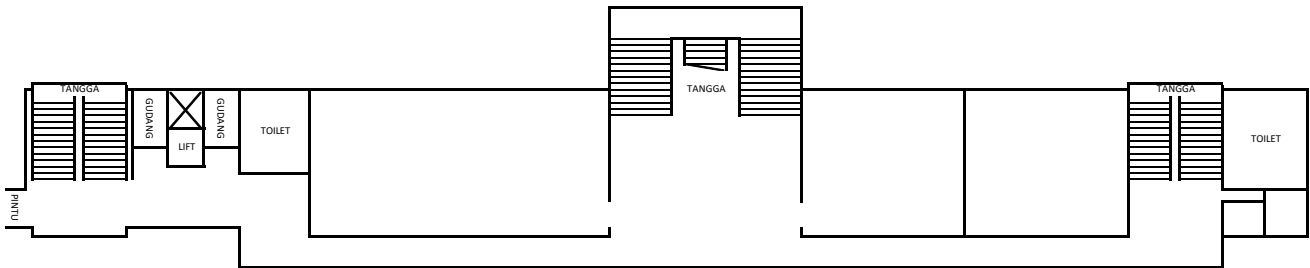 TANGGA
GUDANG
LIFT
GUDANG
TOILET
PINTU
TANGGA
TANGGA
TOILET